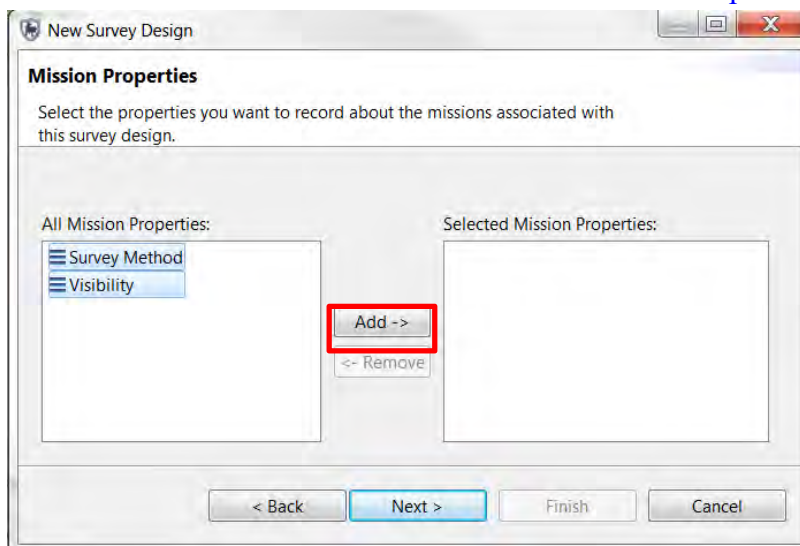 New Survey Design
Mission Properties
Select the properties you want to record about the missions associated with
this survey design.
All Mission Properties:
Selected Mission Properties:
Survey Method
Visibility
Add ->
<- Remove
< Back
Next >
Finish
Cancel